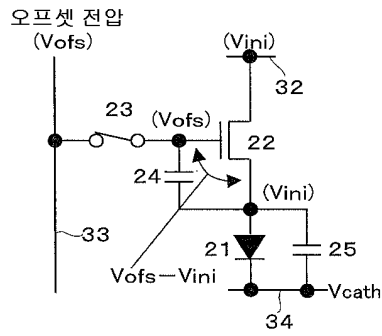 오프셋 전압
(Vofs)
(Vini)
32
23
(Vofs)
22
24
(Vini)
33
21
25
Vofs−Vini
Vcath
34